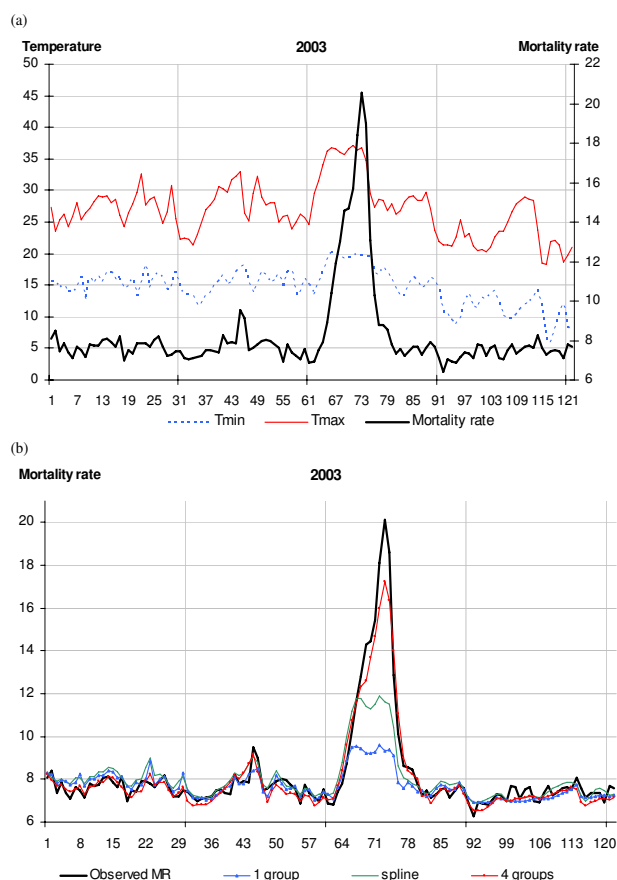 (a)
Temperature 2003 Mortality rate
50 22
45 20
40
35 18
30 16
25 14
20 12
15 10
10
5 8
0 6
1 7 13 19 25 31 37 43 49 55 61 67 73 79 85 91 97 103 109 115 121
Tmin Tmax Mortality rate
(b)
Mortality rate 2003
20
18
16
14
12
10
8
6
1 8 15 22 29 36 43 50 57 64 71 78 85 92 99 106 113 120
Observed MR 1 group spline 4 groups